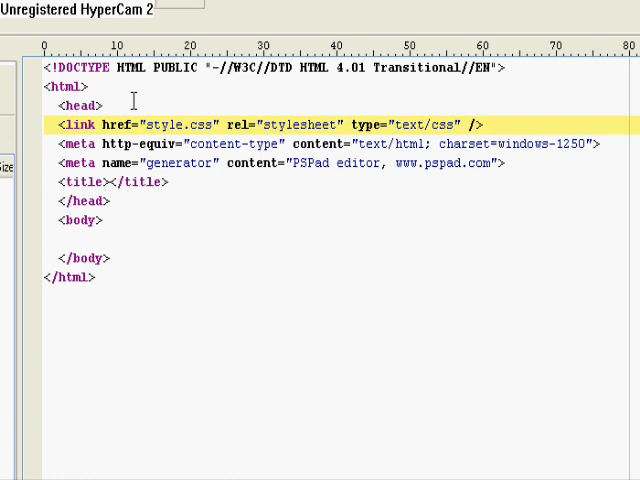 Unregistered HyperCam 2
0 10 20 30 40 50 60 70 80
<!DOCTYPE HTML PUBLIC "-//W3C//DTD HTML 4.01 Transitional//EN">
<html>
<head>
<link href="style.css" rel="stylesheet" type="text/css" />
<meta http-equiv="content-type" content="text/html; charset=windows-1250">
<meta name="generator" content="PSPad editor, www.pspad.com">
Size
<title></title>
</head>
<body>
</body>
</html>